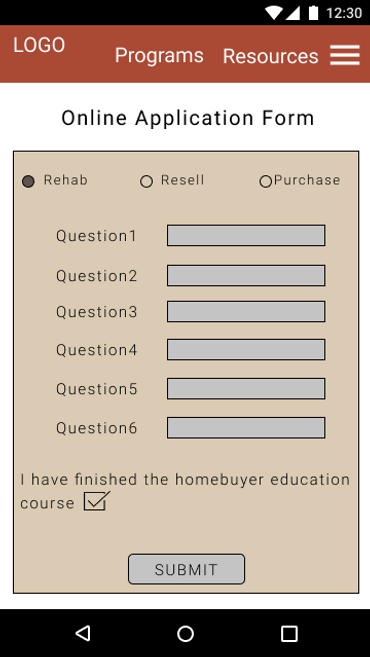 12:30
LOGO Programs Resources
Online Application Form
Rehab Resell Purchase
Question1
Question2
Question3
Question4
Question5
Question6
I have finished the homebuyer education
course
SUBMIT